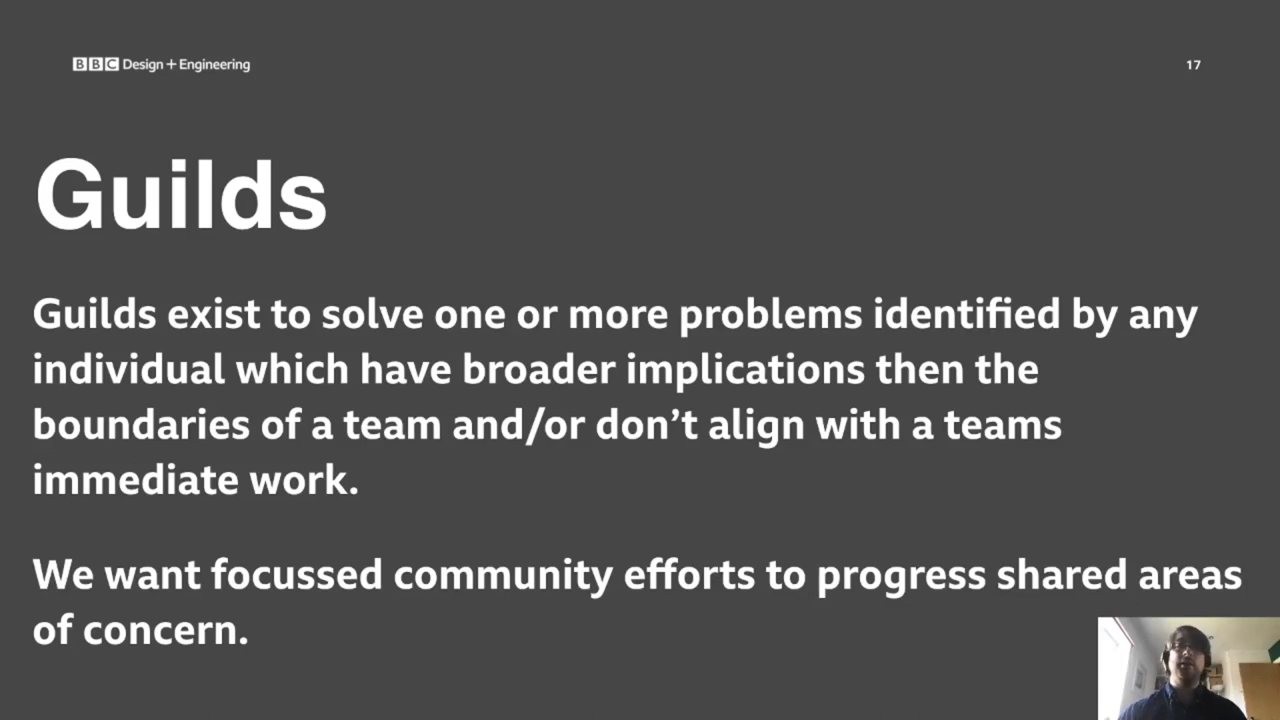 BBC Design + Engineering
17
Guilds
Guilds exist to solve one or more problems identified by any
individual which have broader implications then the
boundaries of a team and/or don’t align with a teams
immediate work.
We want focussed community efforts to progress shared areas
of concern.